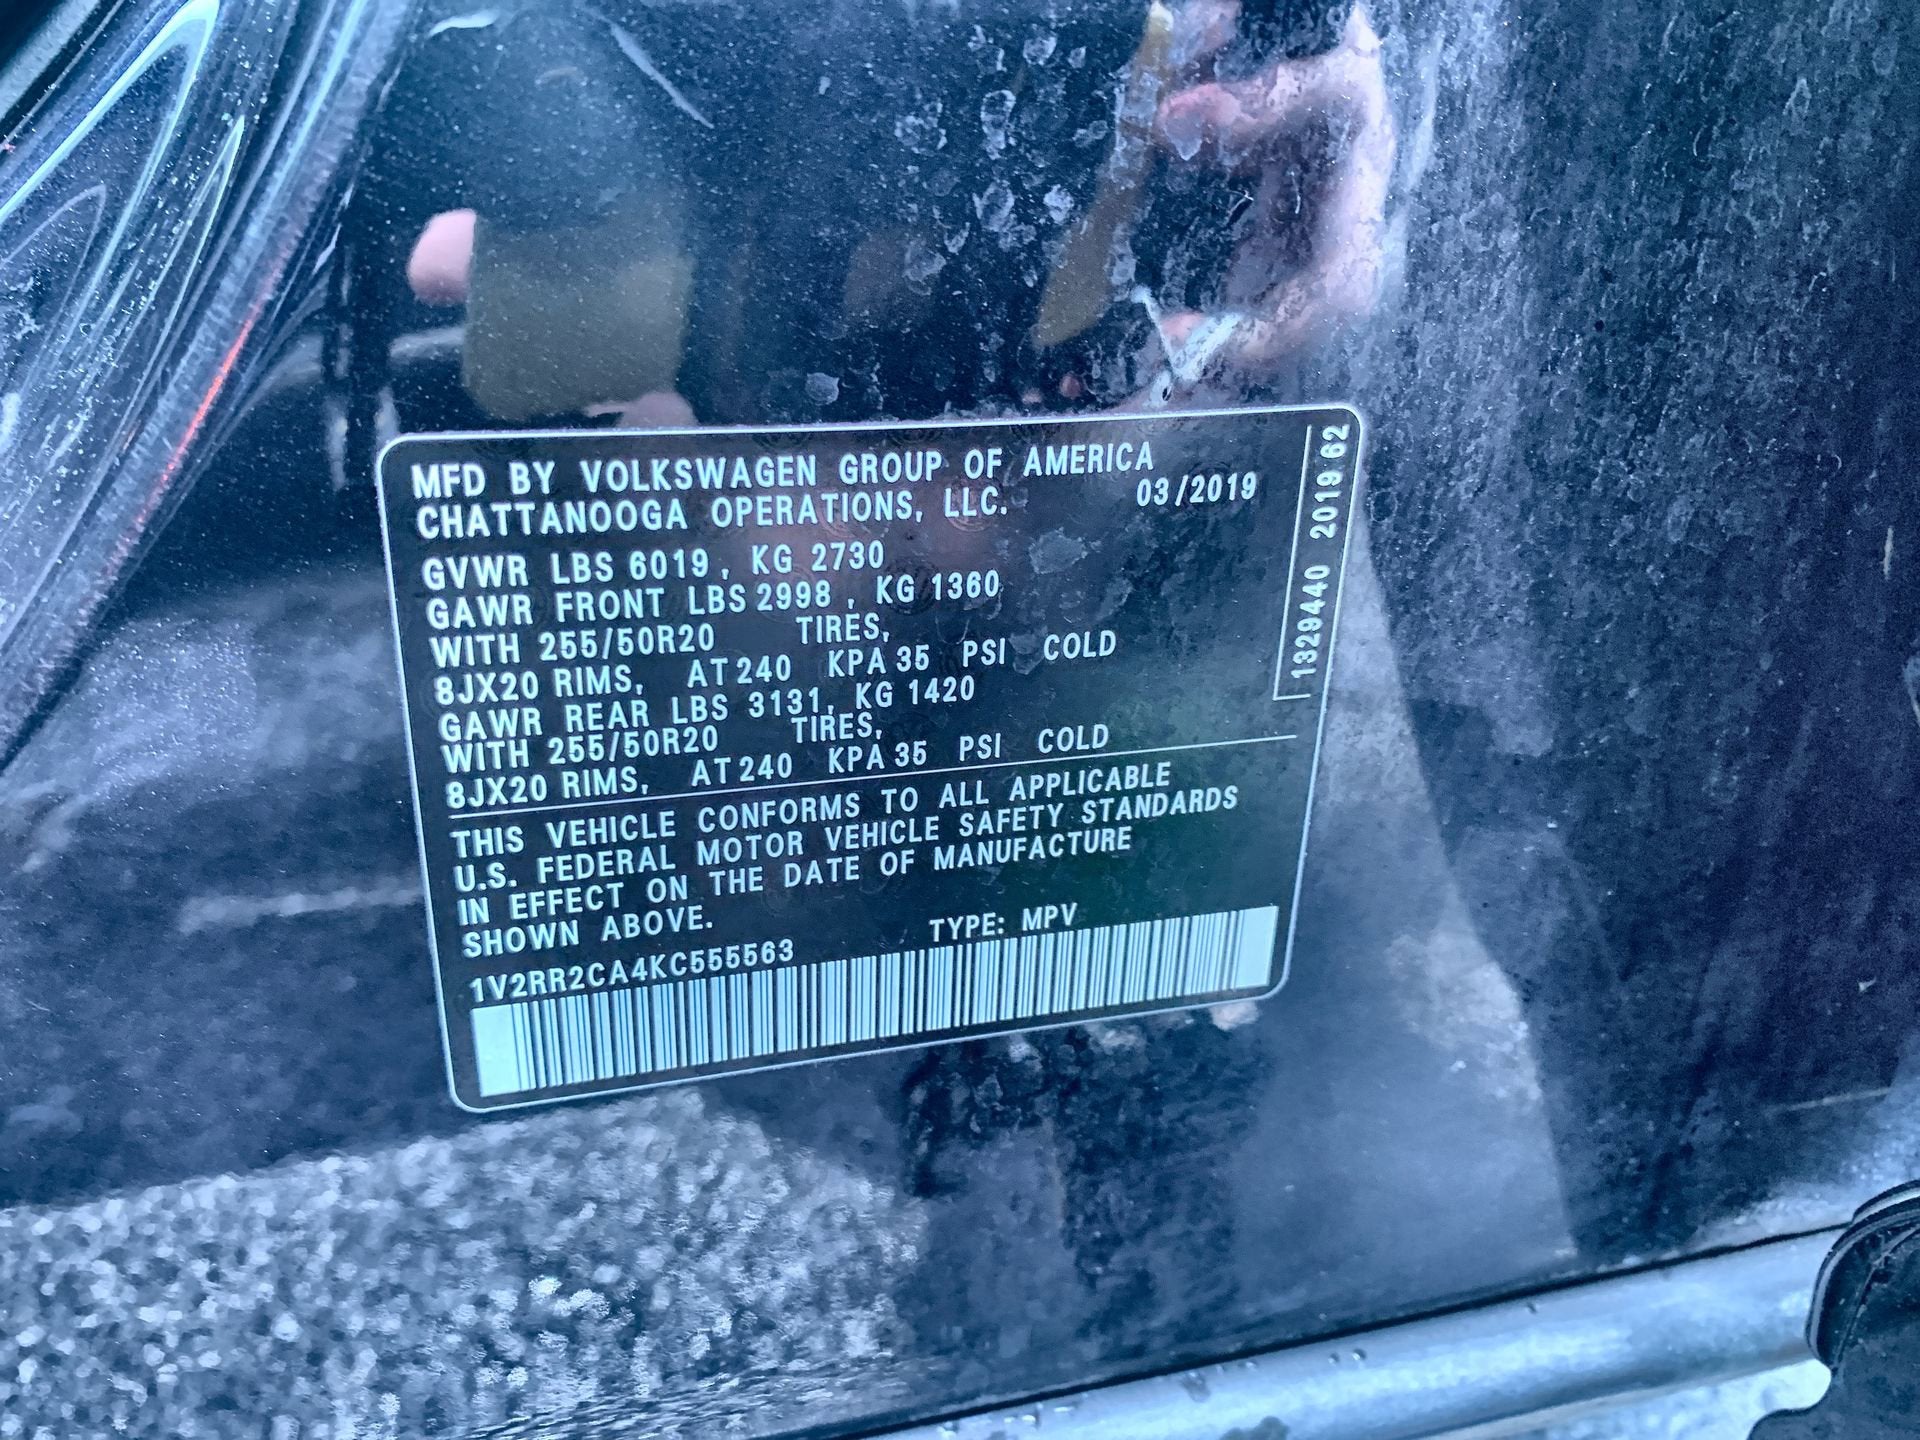 MFD BY VOLKSWAGEN GROUP OF AMERICA
CHATTANOOGA OPERATIONS, LLC. 03/2019
GVWR LBS 6019, KG 2730
GAWR FRONT LBS 2998, KG 1360
WITH 255/50R20 TIRES,
8JX20 RIMS, AT 240 KPA 35 PSI COLD
GAWR REAR LBS 3131, KG 1420
WITH 255/50R20 TIRES,
8JX20 RIMS, AT 240 KPA 35 PSI COLD
THIS VEHICLE CONFORMS TO ALL APPLICABLE
U.S. FEDERAL MOTOR VEHICLE SAFETY STANDARDS
IN EFFECT ON THE DATE OF MANUFACTURE
SHOWN ABOVE.
1V2RR2CA4KC555563 TYPE: MPV
1329440 2019 62